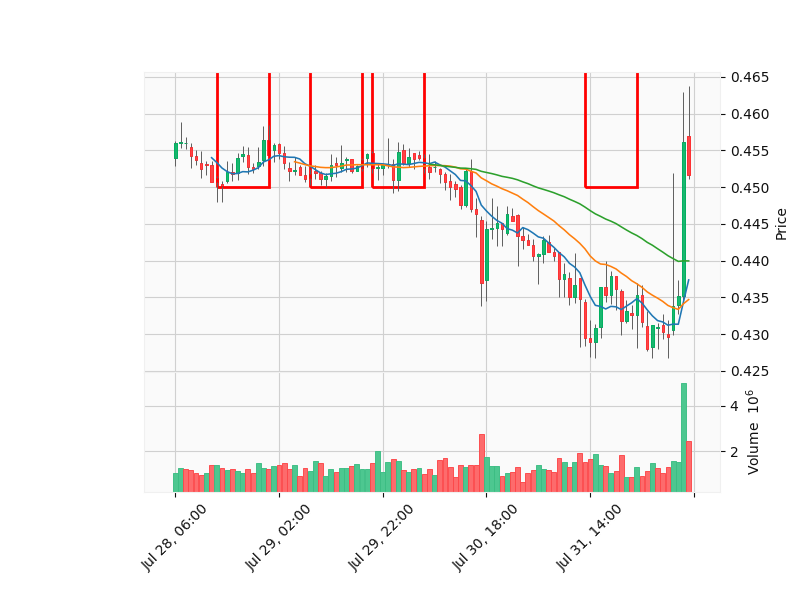 0.465
0.460
0.455
0.450
0.445
0.440
0.435
0.430
0.425
Price
4
2
Volume 10⁶
Jul 28, 06:00
Jul 29, 02:00
Jul 29, 22:00
Jul 30, 18:00
Jul 31, 14:00